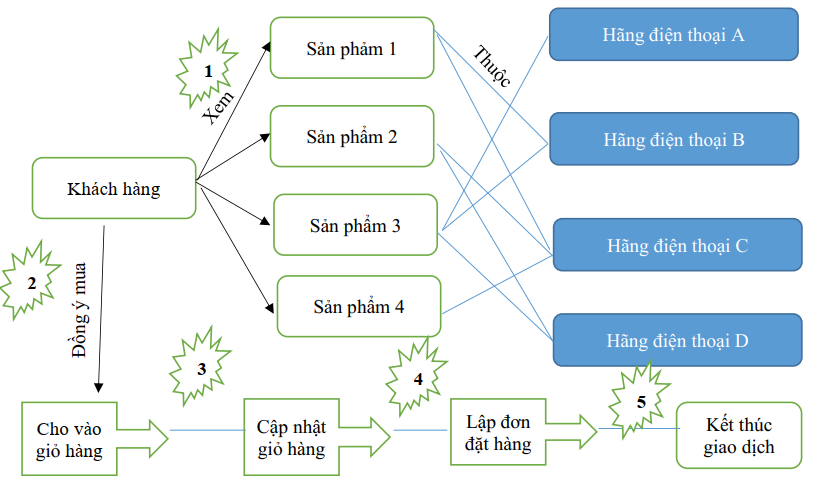 1
Xem
Sản phảm 1
Thuộc
Hãng điện thoại A
Sản phẩm 2
Hãng điện thoại B
Khách hàng
Sản phẩm 3
Hãng điện thoại C
2
Đồng ý mua
Sản phẩm 4
Hãng điện thoại D
3
4
5
Cho vào
giỏ hàng
Cập nhật
giỏ hàng
Lập đơn
đặt hàng
Kết thúc
giao dịch